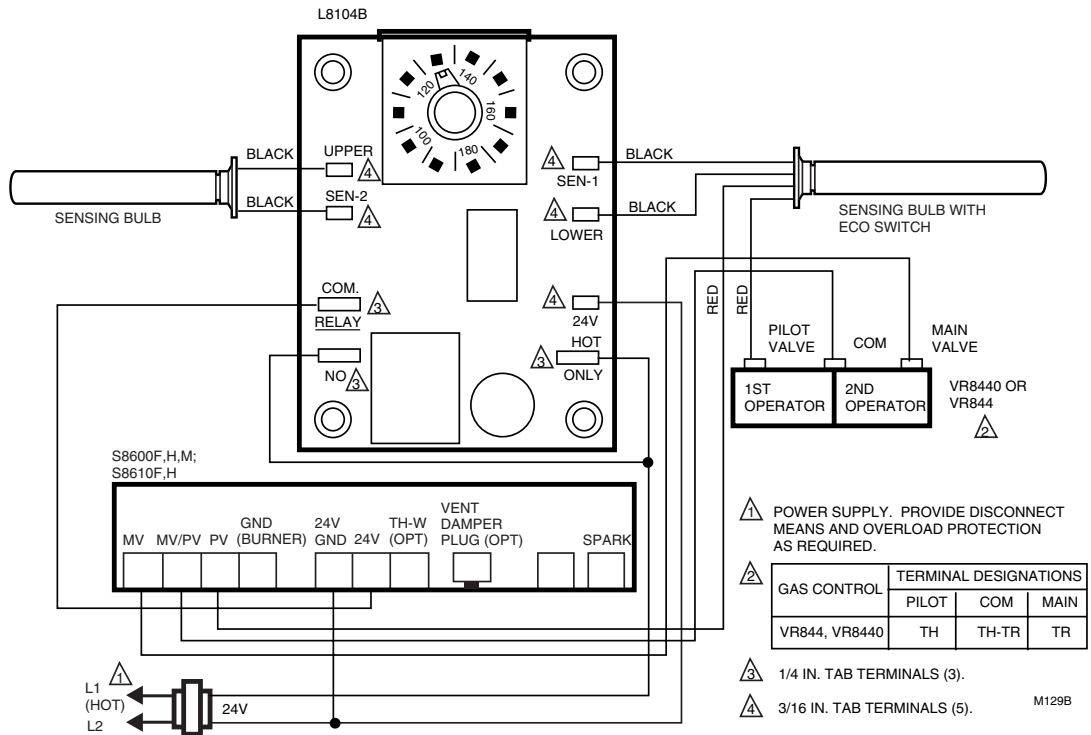 L8104B
120
140
160
180
100
BLACK
UPPER
BLACK
SEN-2
SENSING BULB
4
4
4
SEN-1
BLACK
4
BLACK
LOWER
SENSING BULB WITH
ECO SWITCH
COM.
3
RELAY
NO
3
4
24V
HOT
3
ONLY
RED
RED
PILOT
VALVE
COM
MAIN
VALVE
1ST
OPERATOR
2ND
OPERATOR
VR8440 OR
VR844
2
S8600F,H,M;
S8610F,H
MV
MV/PV
PV
GND
(BURNER)
24V
GND
24V
TH-W
(OPT)
VENT
DAMPER
PLUG (OPT)
SPARK
1
L1
(HOT)
L2
24V
1 POWER SUPPLY. PROVIDE DISCONNECT
MEANS AND OVERLOAD PROTECTION
AS REQUIRED.
2
GAS CONTROL
TERMINAL DESIGNATIONS
PILOT COM MAIN
VR844, VR8440 TH TH-TR TR
3 1/4 IN. TAB TERMINALS (3).
4 3/16 IN. TAB TERMINALS (5).
M129B